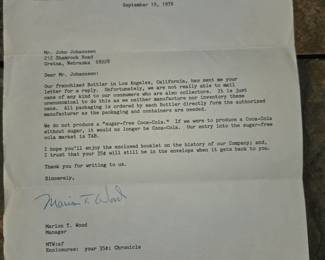 September 19, 1978
Mr. John Johanssen
212 Shamrock Road
Gretna, Nebraska 68028
Dear Mr. Johanssen:
Our franchised Bottler in Los Angeles, California, has sent me your
letter for a reply. Unfortunately, we are not really able to mail
cans of any kind to our consumers who are also collectors. It is just
uneconomical to do this as we neither manufacture nor inventory these
cans. All packaging is ordered by each Bottler directly form the authorized
manufacturer as the packaging and containers are needed.
We do not produce a "sugar-free Coca-Cola." If we were to produce a Coca-Cola
without sugar, it would no longer be Coca-Cola. Our entry into the sugar-free
cola market is TAB.
I hope you'll enjoy the enclosed booklet on the history of our Company; and,
I trust that your 35¢ will still be in the envelope when it gets back to you.
Thank you for writing to us.
Sincerely,
Marion T. Wood
Marion T. Wood
Manager
MTW:sf
Enclosures: your 35¢; Chronicle